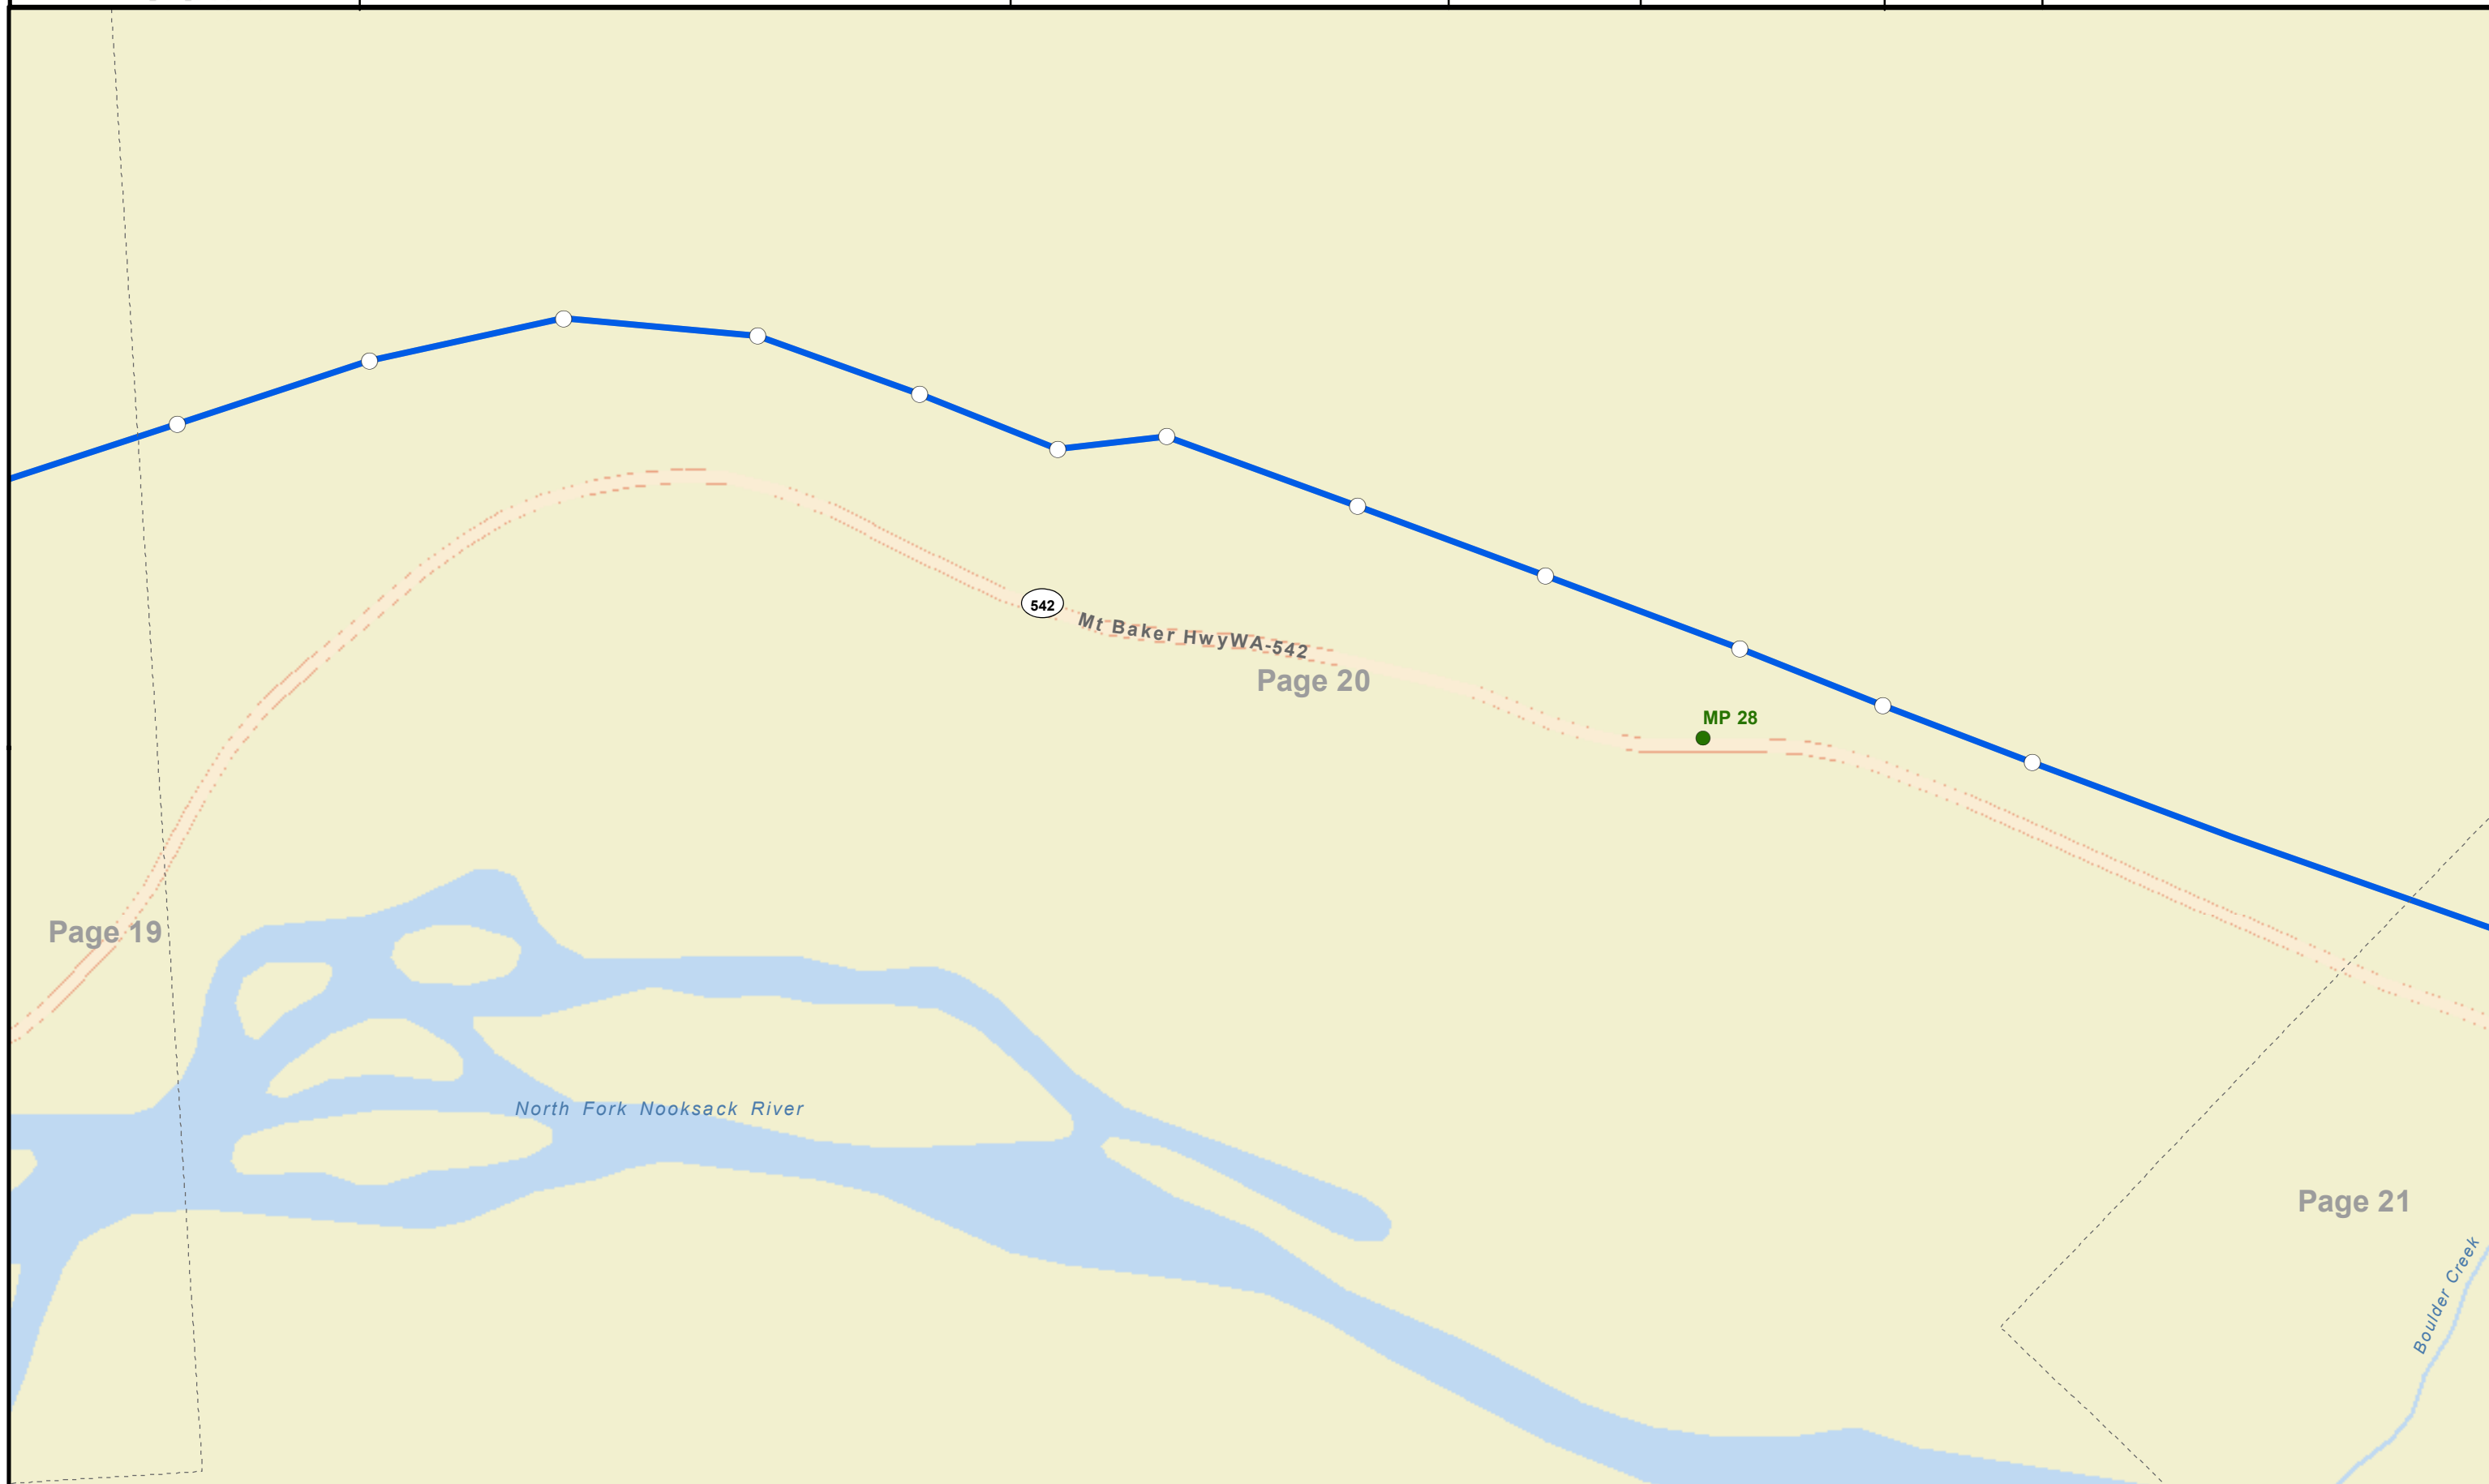 542
Mt Baker HwyWA-542
Page 20
MP 28
Page 19
North Fork Nooksack River
Page 21
Boulder Creek